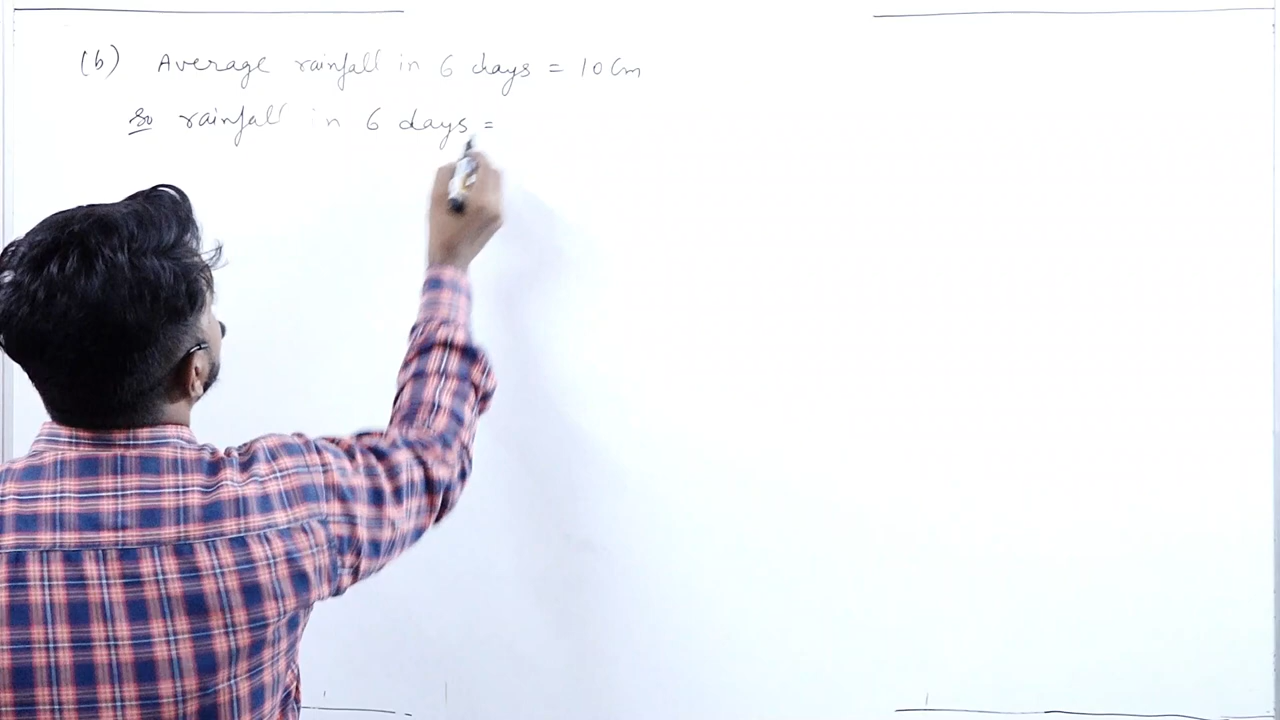 (b) Average rainfall in 6 days = 10 Cm
So rainfall in 6 days =